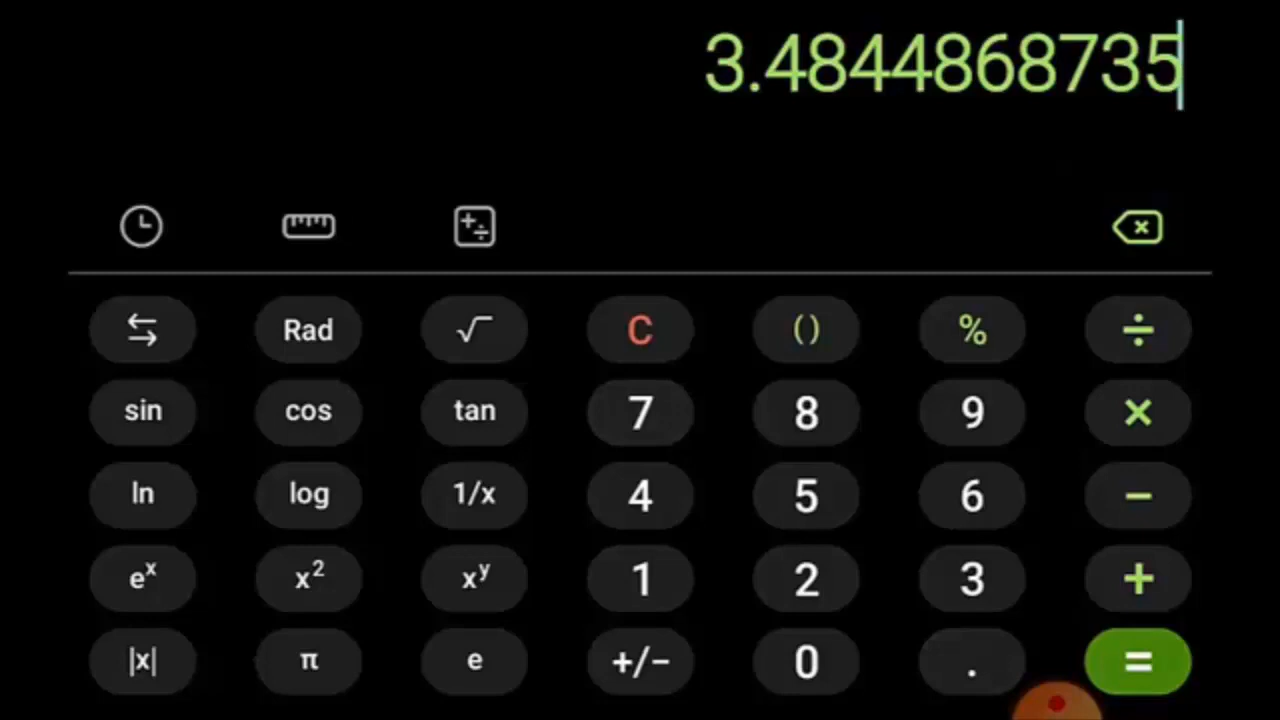 3.4844868735
Rad √ C ( ) % ÷
sin cos tan 7 8 9 ×
ln log 1/x 4 5 6 −
eˣ x² xʸ 1 2 3 +
|x| π e +/− 0 . =